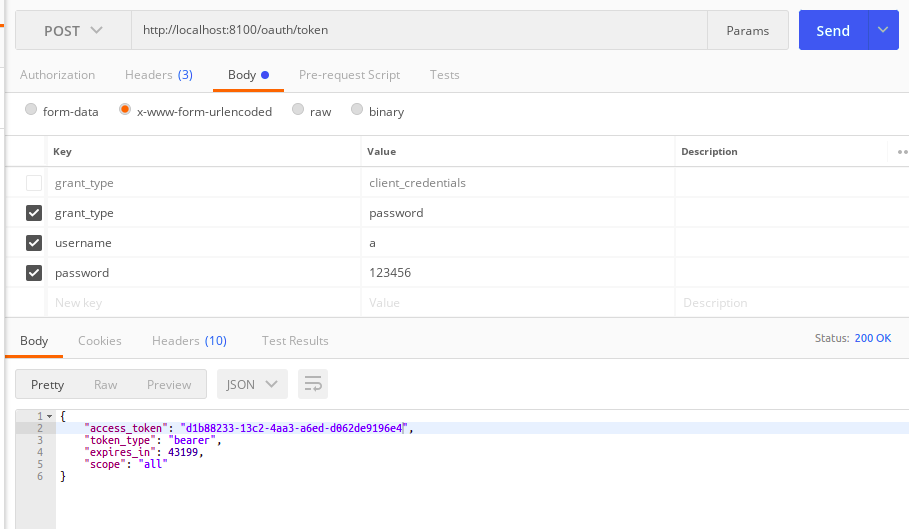 POST http://localhost:8100/oauth/token Params Send
Authorization Headers (3) Body Pre-request Script Tests
form-data x-www-form-urlencoded raw binary
Key Value Description
grant_type client_credentials
grant_type password
username a
password 123456
New key Value Description
Body Cookies Headers (10) Test Results Status: 200 OK
Pretty Raw Preview JSON
1 {
2 "access_token": "d1b88233-13c2-4aa3-a6ed-d062de9196e4",
3 "token_type": "bearer",
4 "expires_in": 43199,
5 "scope": "all"
6 }